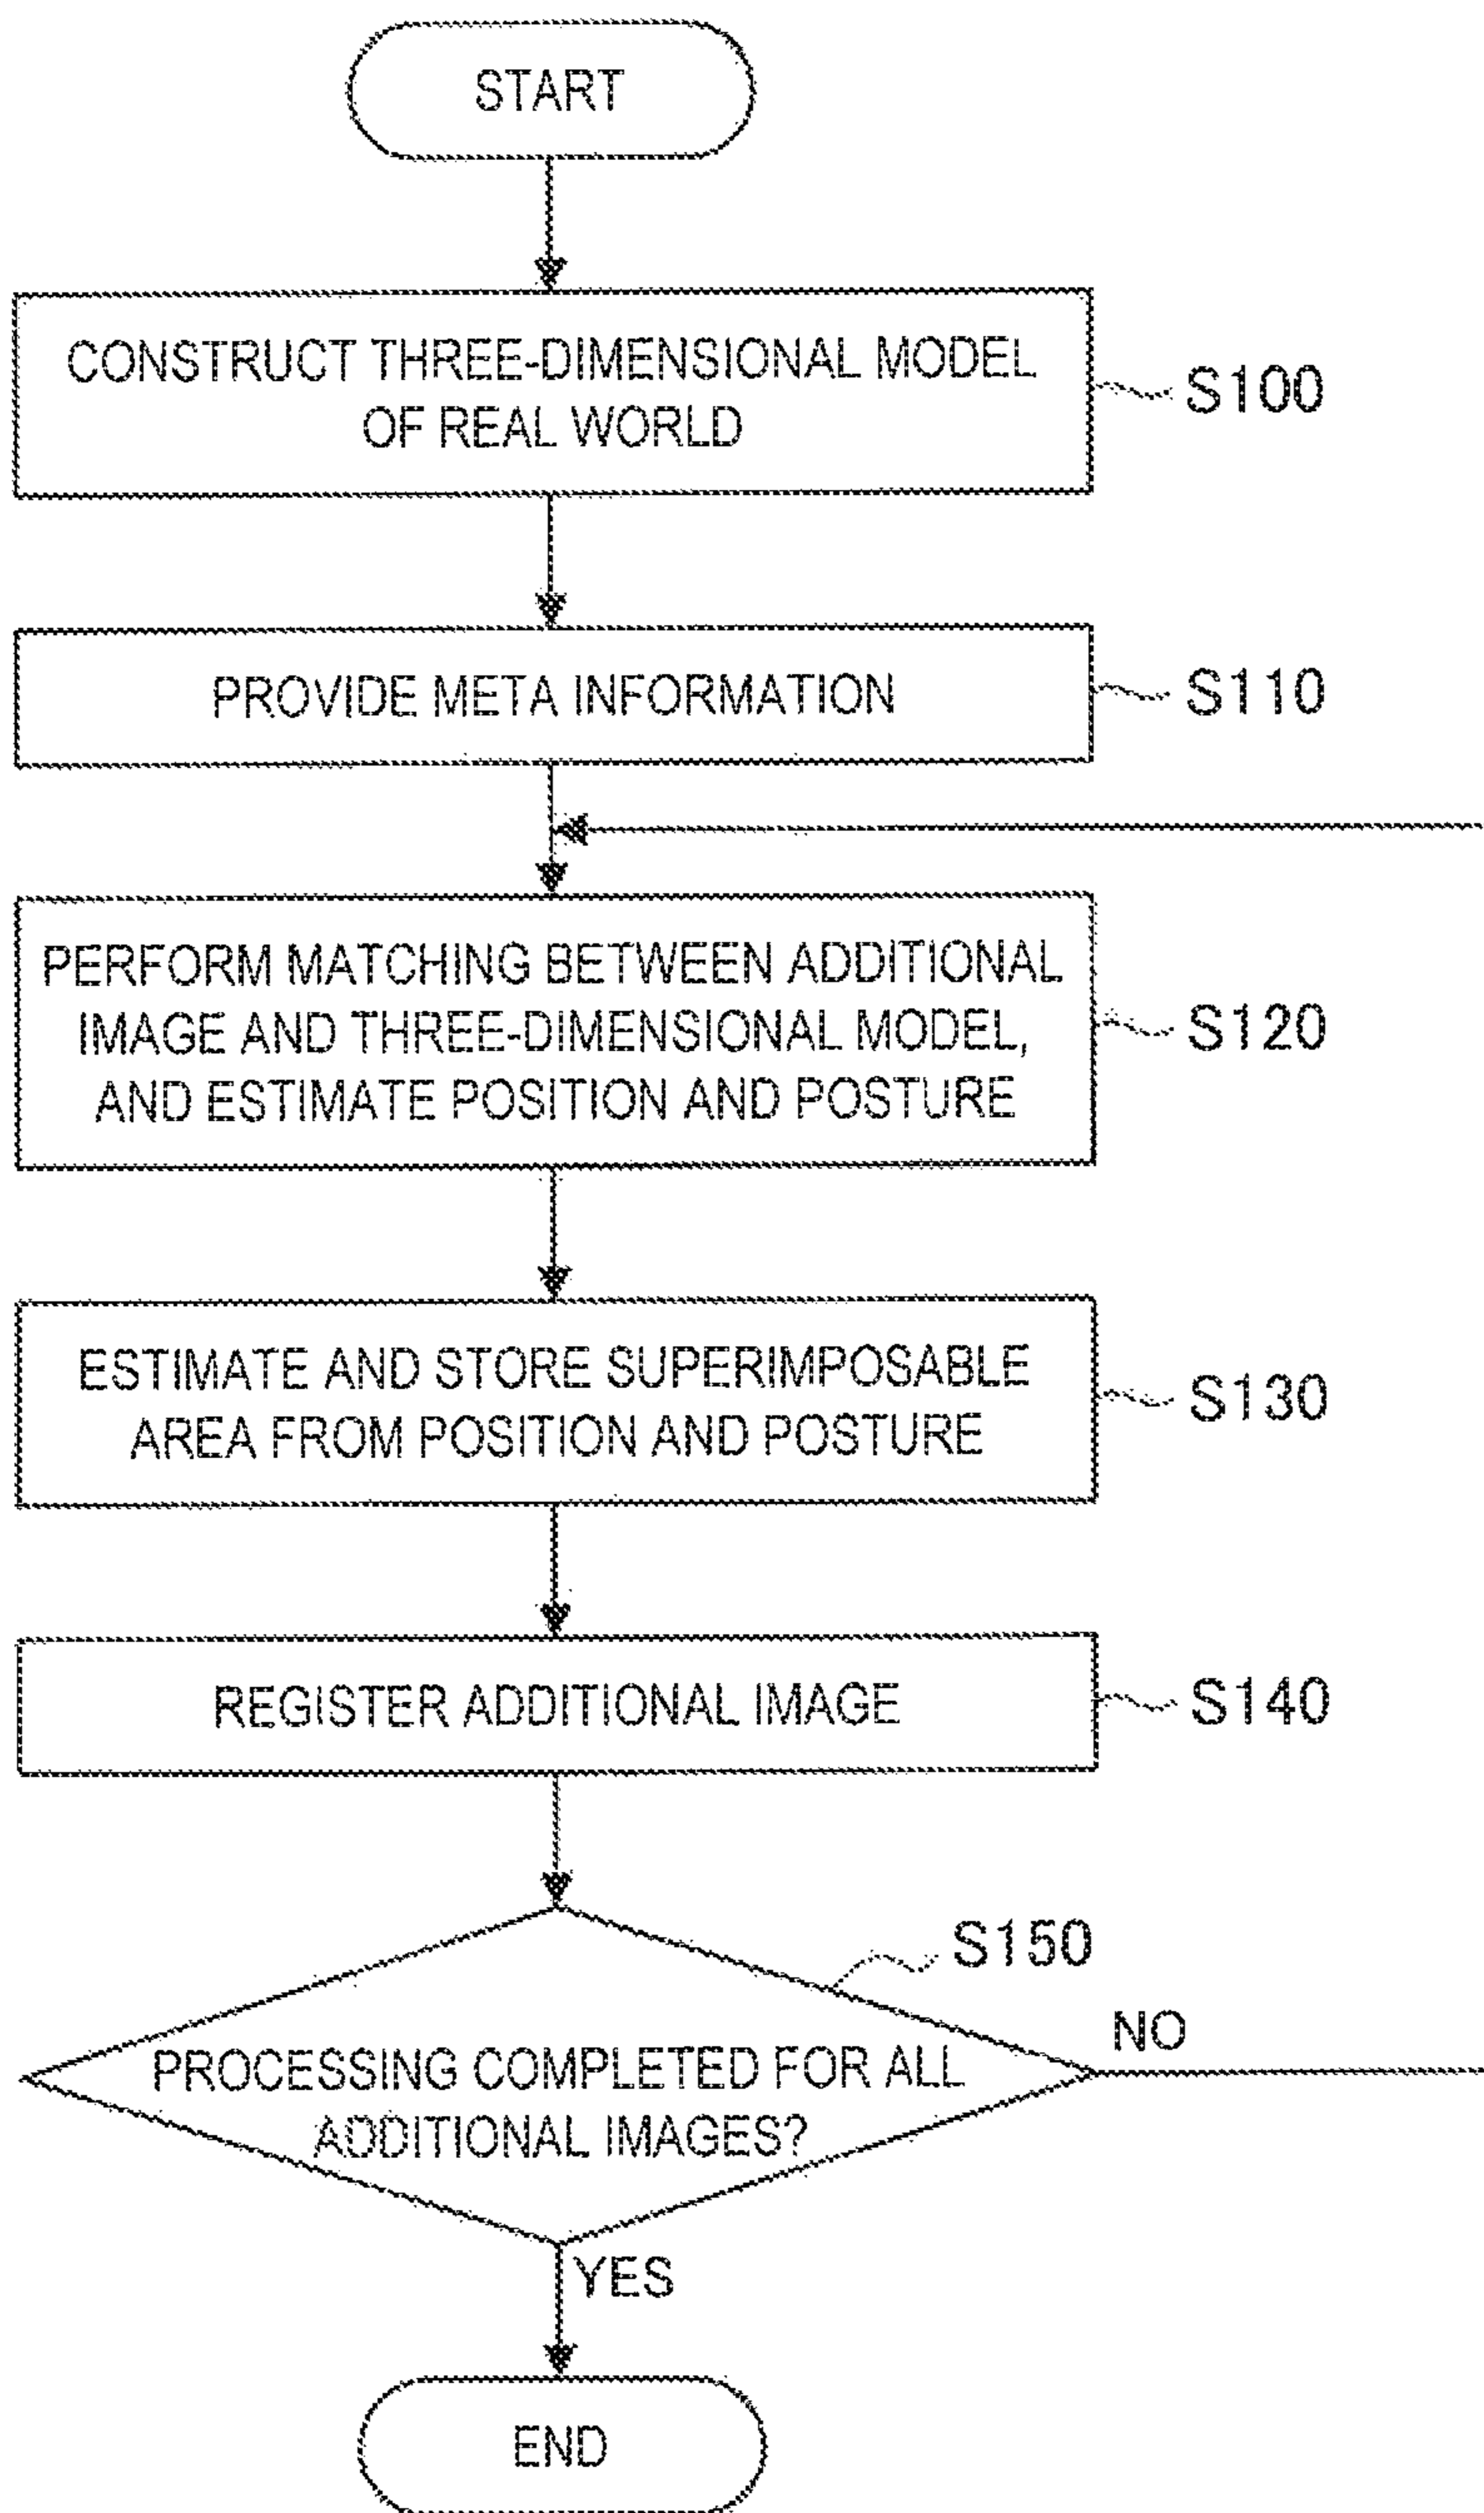 START
CONSTRUCT THREE-DIMENSIONAL MODEL
OF REAL WORLD
S100
PROVIDE META INFORMATION
S110
PERFORM MATCHING BETWEEN ADDITIONAL
IMAGE AND THREE-DIMENSIONAL MODEL,
AND ESTIMATE POSITION AND POSTURE
S120
ESTIMATE AND STORE SUPERIMPOSABLE
AREA FROM POSITION AND POSTURE
S130
REGISTER ADDITIONAL IMAGE
S140
S150
PROCESSING COMPLETED FOR ALL
ADDITIONAL IMAGES?
NO
YES
END